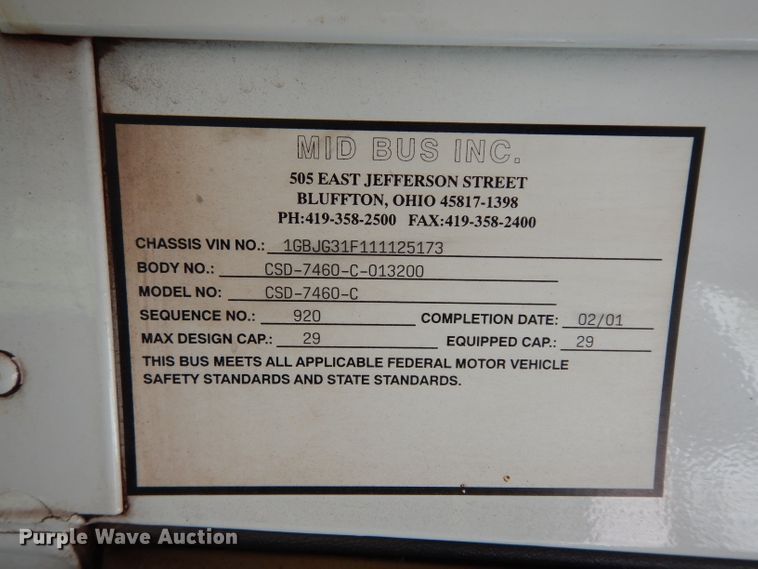 MID BUS INC.
505 EAST JEFFERSON STREET
BLUFFTON, OHIO 45817-1398
PH:419-358-2500 FAX:419-358-2400
CHASSIS VIN NO.: 1GBJG31F111125173
BODY NO.: CSD-7460-C-013200
MODEL NO: CSD-7460-C
SEQUENCE NO.: 920 COMPLETION DATE: 02/01
MAX DESIGN CAP.: 29 EQUIPPED CAP.: 29
THIS BUS MEETS ALL APPLICABLE FEDERAL MOTOR VEHICLE
SAFETY STANDARDS AND STATE STANDARDS.
Purple Wave Auction